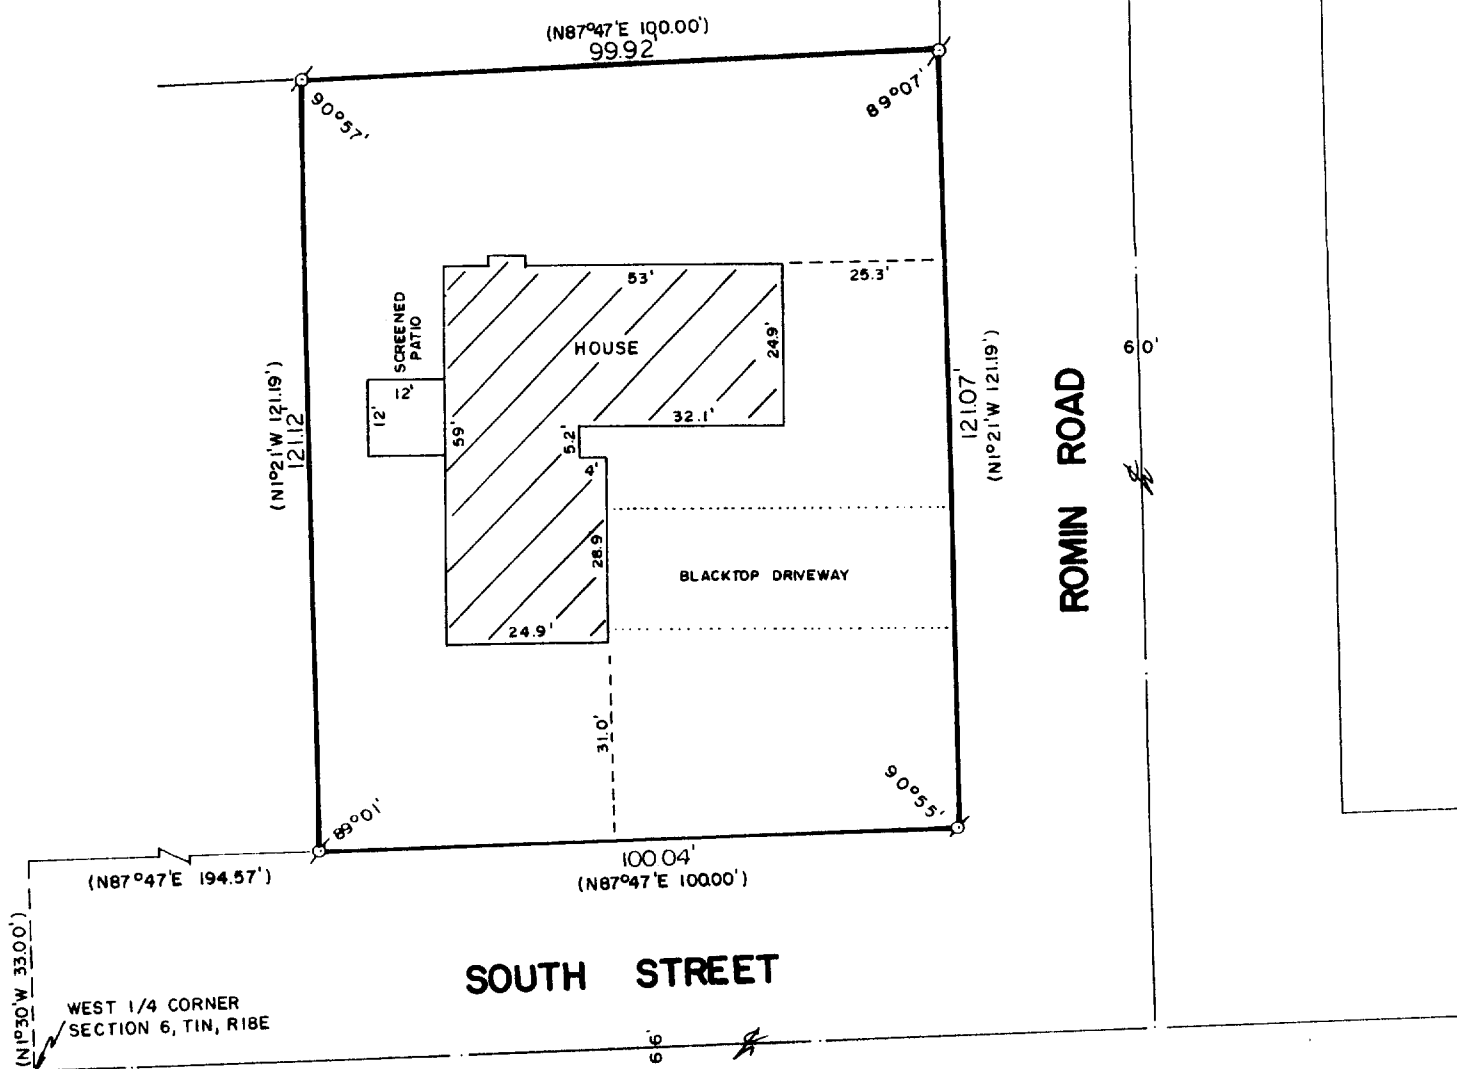 (N87°47'E 100.00')
99.92'
90°57'
89°07'
53'
25.3'
SCREENED
PATIO
HOUSE
24.9'
60'
12'
12'
32.1'
59'
5.2'
4'
(N1°21'W 121.19')
121.12'
121.07'
(N1°21'W 121.19')
ROMIN ROAD
28.9'
BLACKTOP DRIVEWAY
24.9'
31.0'
90°55'
89°01'
100.04'
(N87°47'E 100.00')
(N87°47'E 194.57')
(N1°30'W 33.00')
SOUTH STREET
WEST 1/4 CORNER
SECTION 6, T1N, R18E
66'